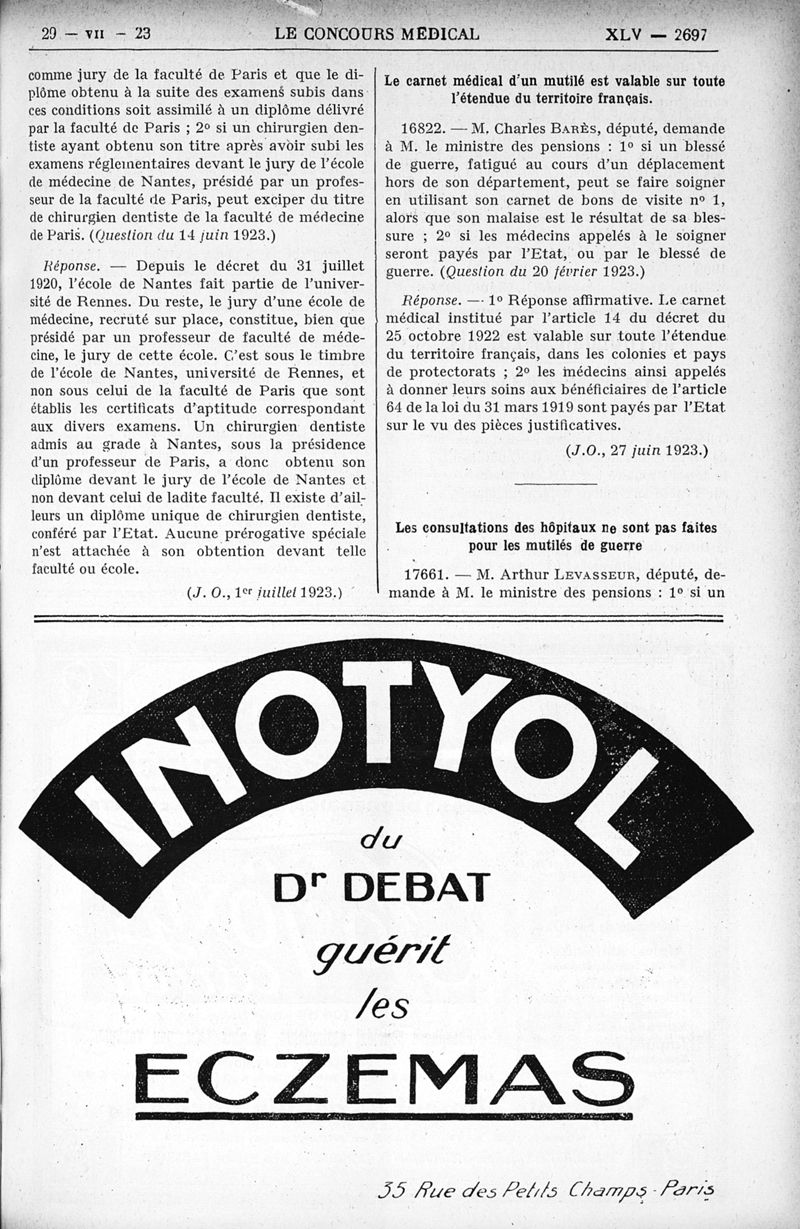 29 — VII — 23
LE CONCOURS MÉDICAL
XLV — 2697
comme jury de la faculté de Paris et que le di-
plôme obtenu à la suite des examens subis dans
ces conditions soit assimilé à un diplôme délivré
par la faculté de Paris ; 2º si un chirurgien den-
tiste ayant obtenu son titre après avoir subi les
examens réglementaires devant le jury de l'école
de médecine de Nantes, présidé par un profes-
seur de la faculté de Paris, peut exciper du titre
de chirurgien dentiste de la faculté de médecine
de Paris. (Question du 14 juin 1923.)
Réponse. — Depuis le décret du 31 juillet
1920, l'école de Nantes fait partie de l'univer-
sité de Rennes. Du reste, le jury d'une école de
médecine, recruté sur place, constitue, bien que
présidé par un professeur de faculté de méde-
cine, le jury de cette école. C'est sous le timbre
de l'école de Nantes, université de Rennes, et
non sous celui de la faculté de Paris que sont
établis les certificats d'aptitude correspondant
aux divers examens. Un chirurgien dentiste
admis au grade à Nantes, sous la présidence
d'un professeur de Paris, a donc obtenu son
diplôme devant le jury de l'école de Nantes et
non devant celui de ladite faculté. Il existe d'ail-
leurs un diplôme unique de chirurgien dentiste,
conféré par l'Etat. Aucune prérogative spéciale
n'est attachée à son obtention devant telle
faculté ou école.
(J. O., 1er juillet 1923.)
Le carnet médical d'un mutilé est valable sur toute
l'étendue du territoire français.
16822. — M. Charles BARÈS, député, demande
à M. le ministre des pensions : 1º si un blessé
de guerre, fatigué au cours d'un déplacement
hors de son département, peut se faire soigner
en utilisant son carnet de bons de visite nº 1,
alors que son malaise est le résultat de sa bles-
sure ; 2º si les médecins appelés à le soigner
seront payés par l'Etat, ou par le blessé de
guerre. (Question du 20 février 1923.)
Réponse. — 1º Réponse affirmative. Le carnet
médical institué par l'article 14 du décret du
25 octobre 1922 est valable sur toute l'étendue
du territoire français, dans les colonies et pays
de protectorats ; 2º les médecins ainsi appelés
à donner leurs soins aux bénéficiaires de l'article
64 de la loi du 31 mars 1919 sont payés par l'Etat
sur le vu des pièces justificatives.
(J.O., 27 juin 1923.)
Les consultations des hôpitaux ne sont pas faites
pour les mutilés de guerre
17661. — M. Arthur LEVASSEUR, député, de-
mande à M. le ministre des pensions : 1º si un
INOTYOL
du
Dr DEBAT
guérit
les
ECZEMAS
35 Rue des Petits Champs - Paris